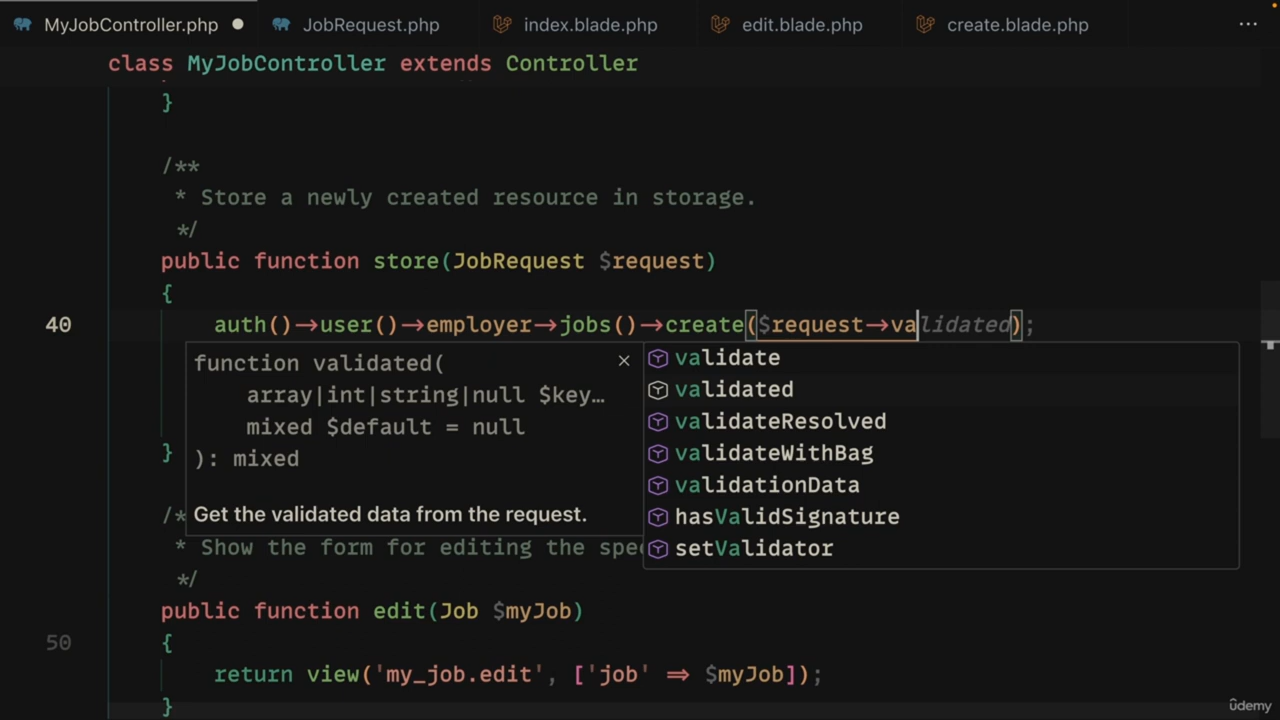 MyJobController.php JobRequest.php index.blade.php edit.blade.php create.blade.php ...
class MyJobController extends Controller
}
/**
* Store a newly created resource in storage.
*/
public function store(JobRequest $request)
{
40 auth()->user()->employer->jobs()->create($request->validated);
function validated( × validate
array|int|string|null $key… validated
mixed $default = null validateResolved
} ): mixed validateWithBag
validationData
/* Get the validated data from the request. hasValidSignature
* Show the form for editing the spe setValidator
*/
public function edit(Job $myJob)
50 {
return view('my_job.edit', ['job' => $myJob]);
}
ûdemy